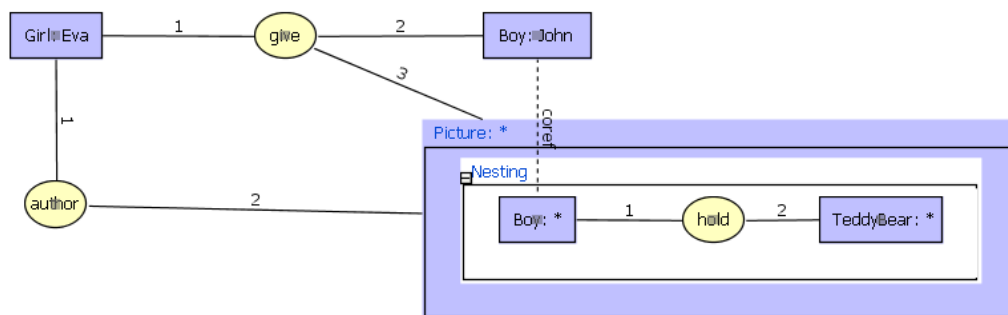 Girl: Eva
1
give
2
Boy: John
3
1
coref
Picture: *
Nesting
author
2
Boy: *
1
hold
2
TeddyBear: *